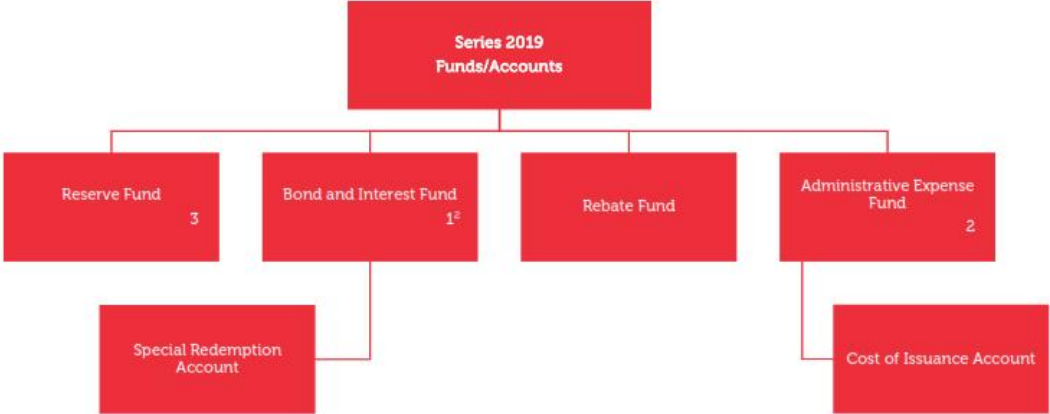 Series 2019
Funds/Accounts
Reserve Fund
3
Bond and Interest Fund
1²
Rebate Fund
Administrative Expense
Fund
2
Special Redemption
Account
Cost of Issuance Account